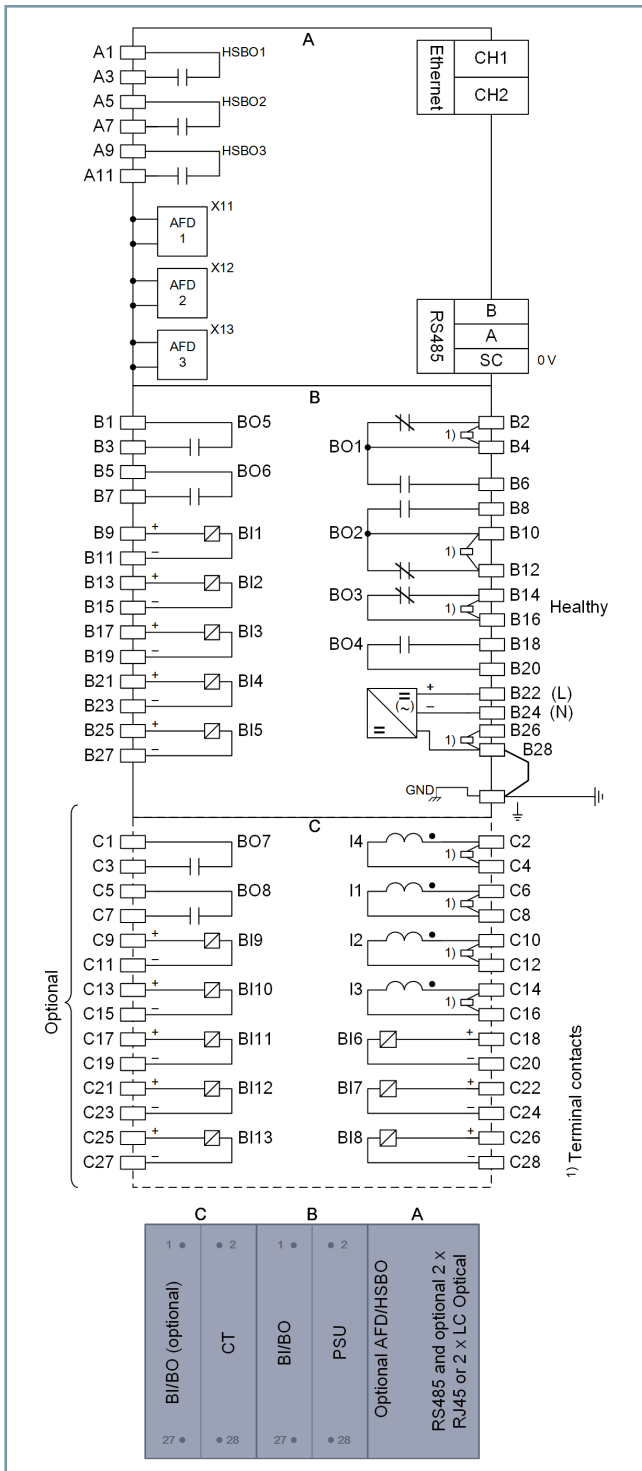 A
A1
HSBO1
A3
A5
HSBO2
A7
A9
HSBO3
A11
Ethernet
CH1
CH2
X11
AFD
1
X12
AFD
2
X13
AFD
3
RS485
B
A
SC
0 V
B
B1
BO5
B3
B5
BO6
B7
B9
+
BI1
B11
–
B13
+
BI2
B15
–
B17
+
BI3
B19
–
B21
+
BI4
B23
–
B25
+
BI5
B27
–
B2
1)
B4
BO1
B6
B8
BO2
B10
1)
B12
BO3
B14
1)
Healthy
B16
BO4
B18
B20
+
B22 (L)
(~)
–
B24 (N)
B26
1)
B28
GND
Optional
C
C1
BO7
C3
C5
BO8
C7
C9
+
BI9
C11
–
C13
+
BI10
C15
–
C17
+
BI11
C19
–
C21
+
BI12
C23
–
C25
+
BI13
C27
–
I4
C2
1)
C4
I1
C6
1)
C8
I2
C10
1)
C12
I3
C14
1)
C16
BI6
+
C18
–
C20
BI7
+
C22
–
C24
BI8
+
C26
–
C28
1) Terminal contacts
C
B
A
1
2
1
2
BI/BO (optional)
CT
BI/BO
PSU
Optional AFD/HSBO
RS485 and optional 2 x
RJ45 or 2 x LC Optical
27
28
27
28